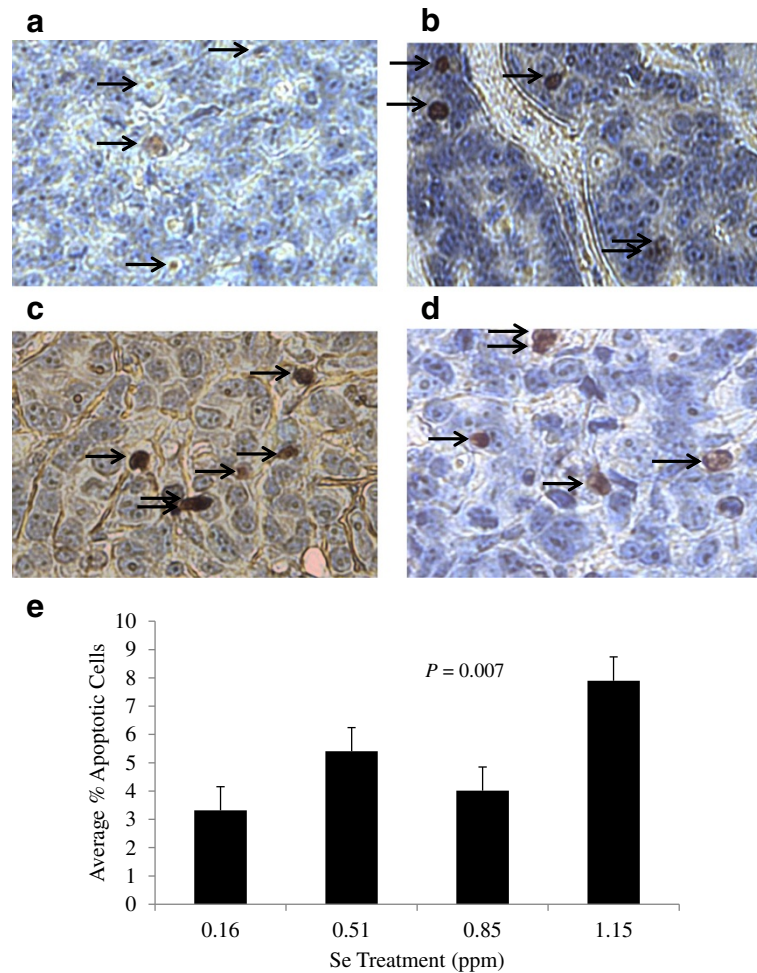 a
b
c
d
e
10
9
8
7
6
5
4
3
2
1
0
Average % Apoptotic Cells
P = 0.007
0.16 0.51 0.85 1.15
Se Treatment (ppm)